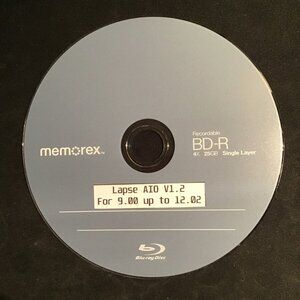 Recordable
memorex™
BD-R
4X 25GB Single Layer
Lapse AIO V1.2
For 9.00 up to 12.02
Blu-ray Disc